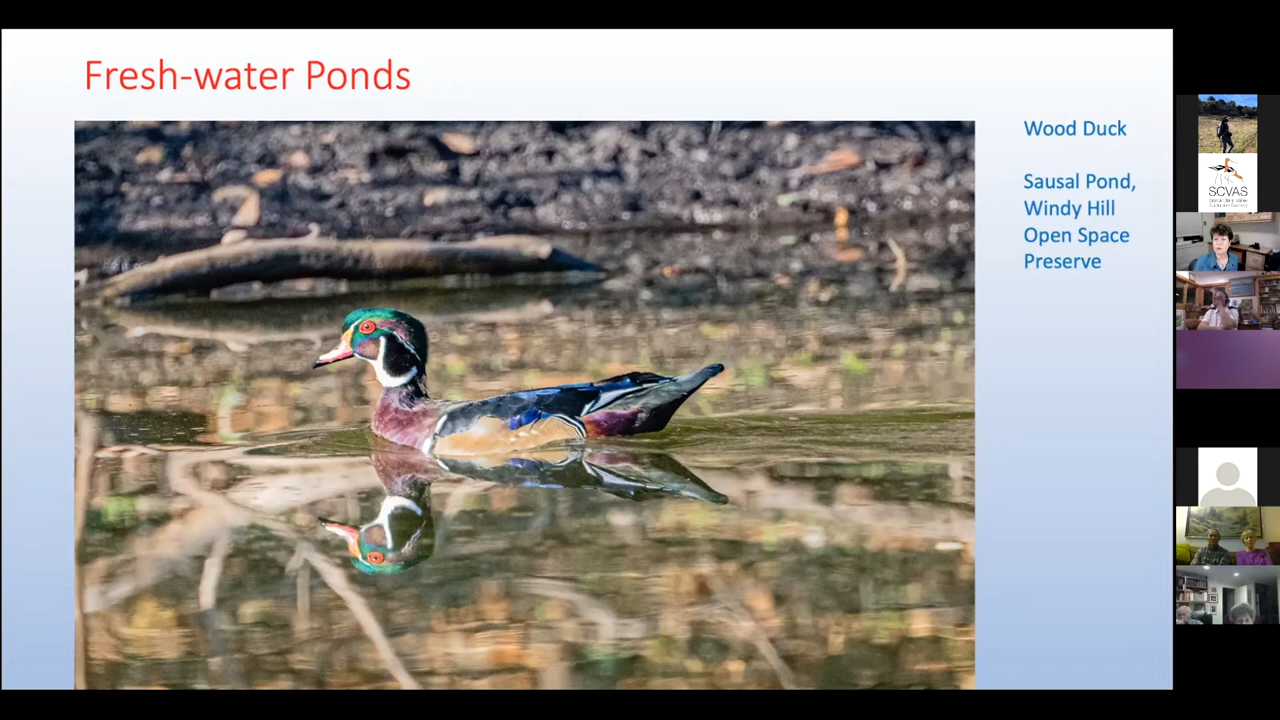 Fresh-water Ponds
Wood Duck
Sausal Pond,
Windy Hill
Open Space
Preserve
SCVAS